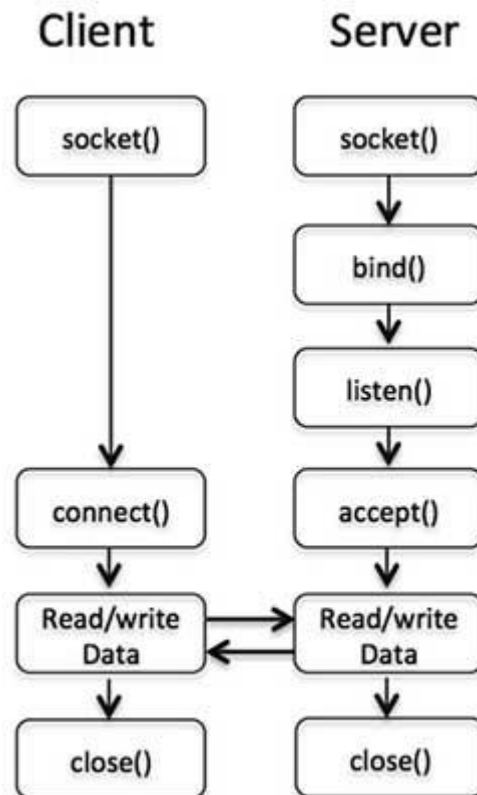 Client
Server
socket()
socket()
bind()
listen()
connect()
accept()
Read/write
Data
Read/write
Data
close()
close()